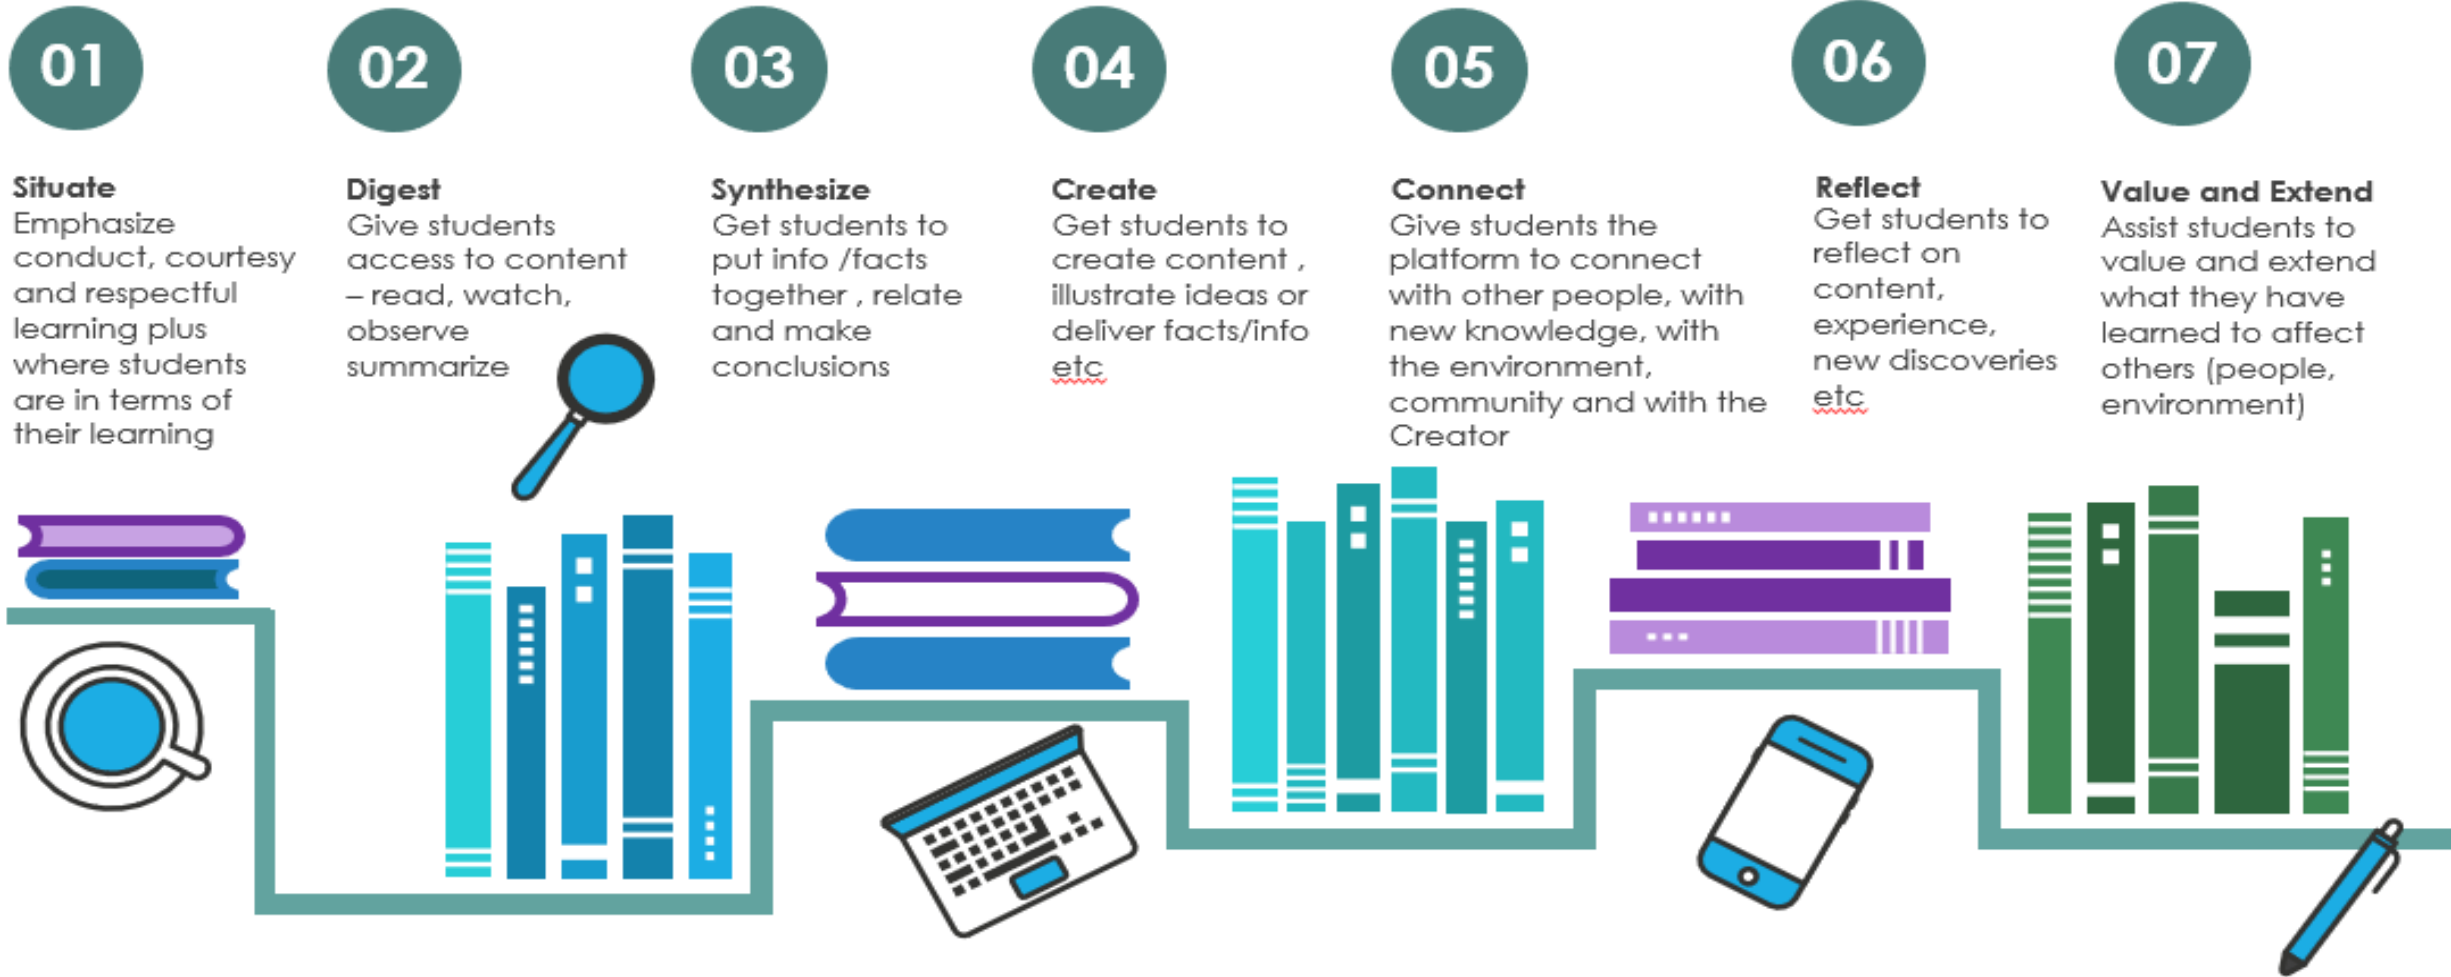 01
Situate
Emphasize
conduct, courtesy
and respectful
learning plus
where students
are in terms of
their learning
02
Digest
Give students
access to content
– read, watch,
observe
summarize
03
Synthesize
Get students to
put info /facts
together , relate
and make
conclusions
04
Create
Get students to
create content ,
illustrate ideas or
deliver facts/info
etc
05
Connect
Give students the
platform to connect
with other people, with
new knowledge, with
the environment,
community and with the
Creator
06
Reflect
Get students to
reflect on
content,
experience,
new discoveries
etc
07
Value and Extend
Assist students to
value and extend
what they have
learned to affect
others (people,
environment)